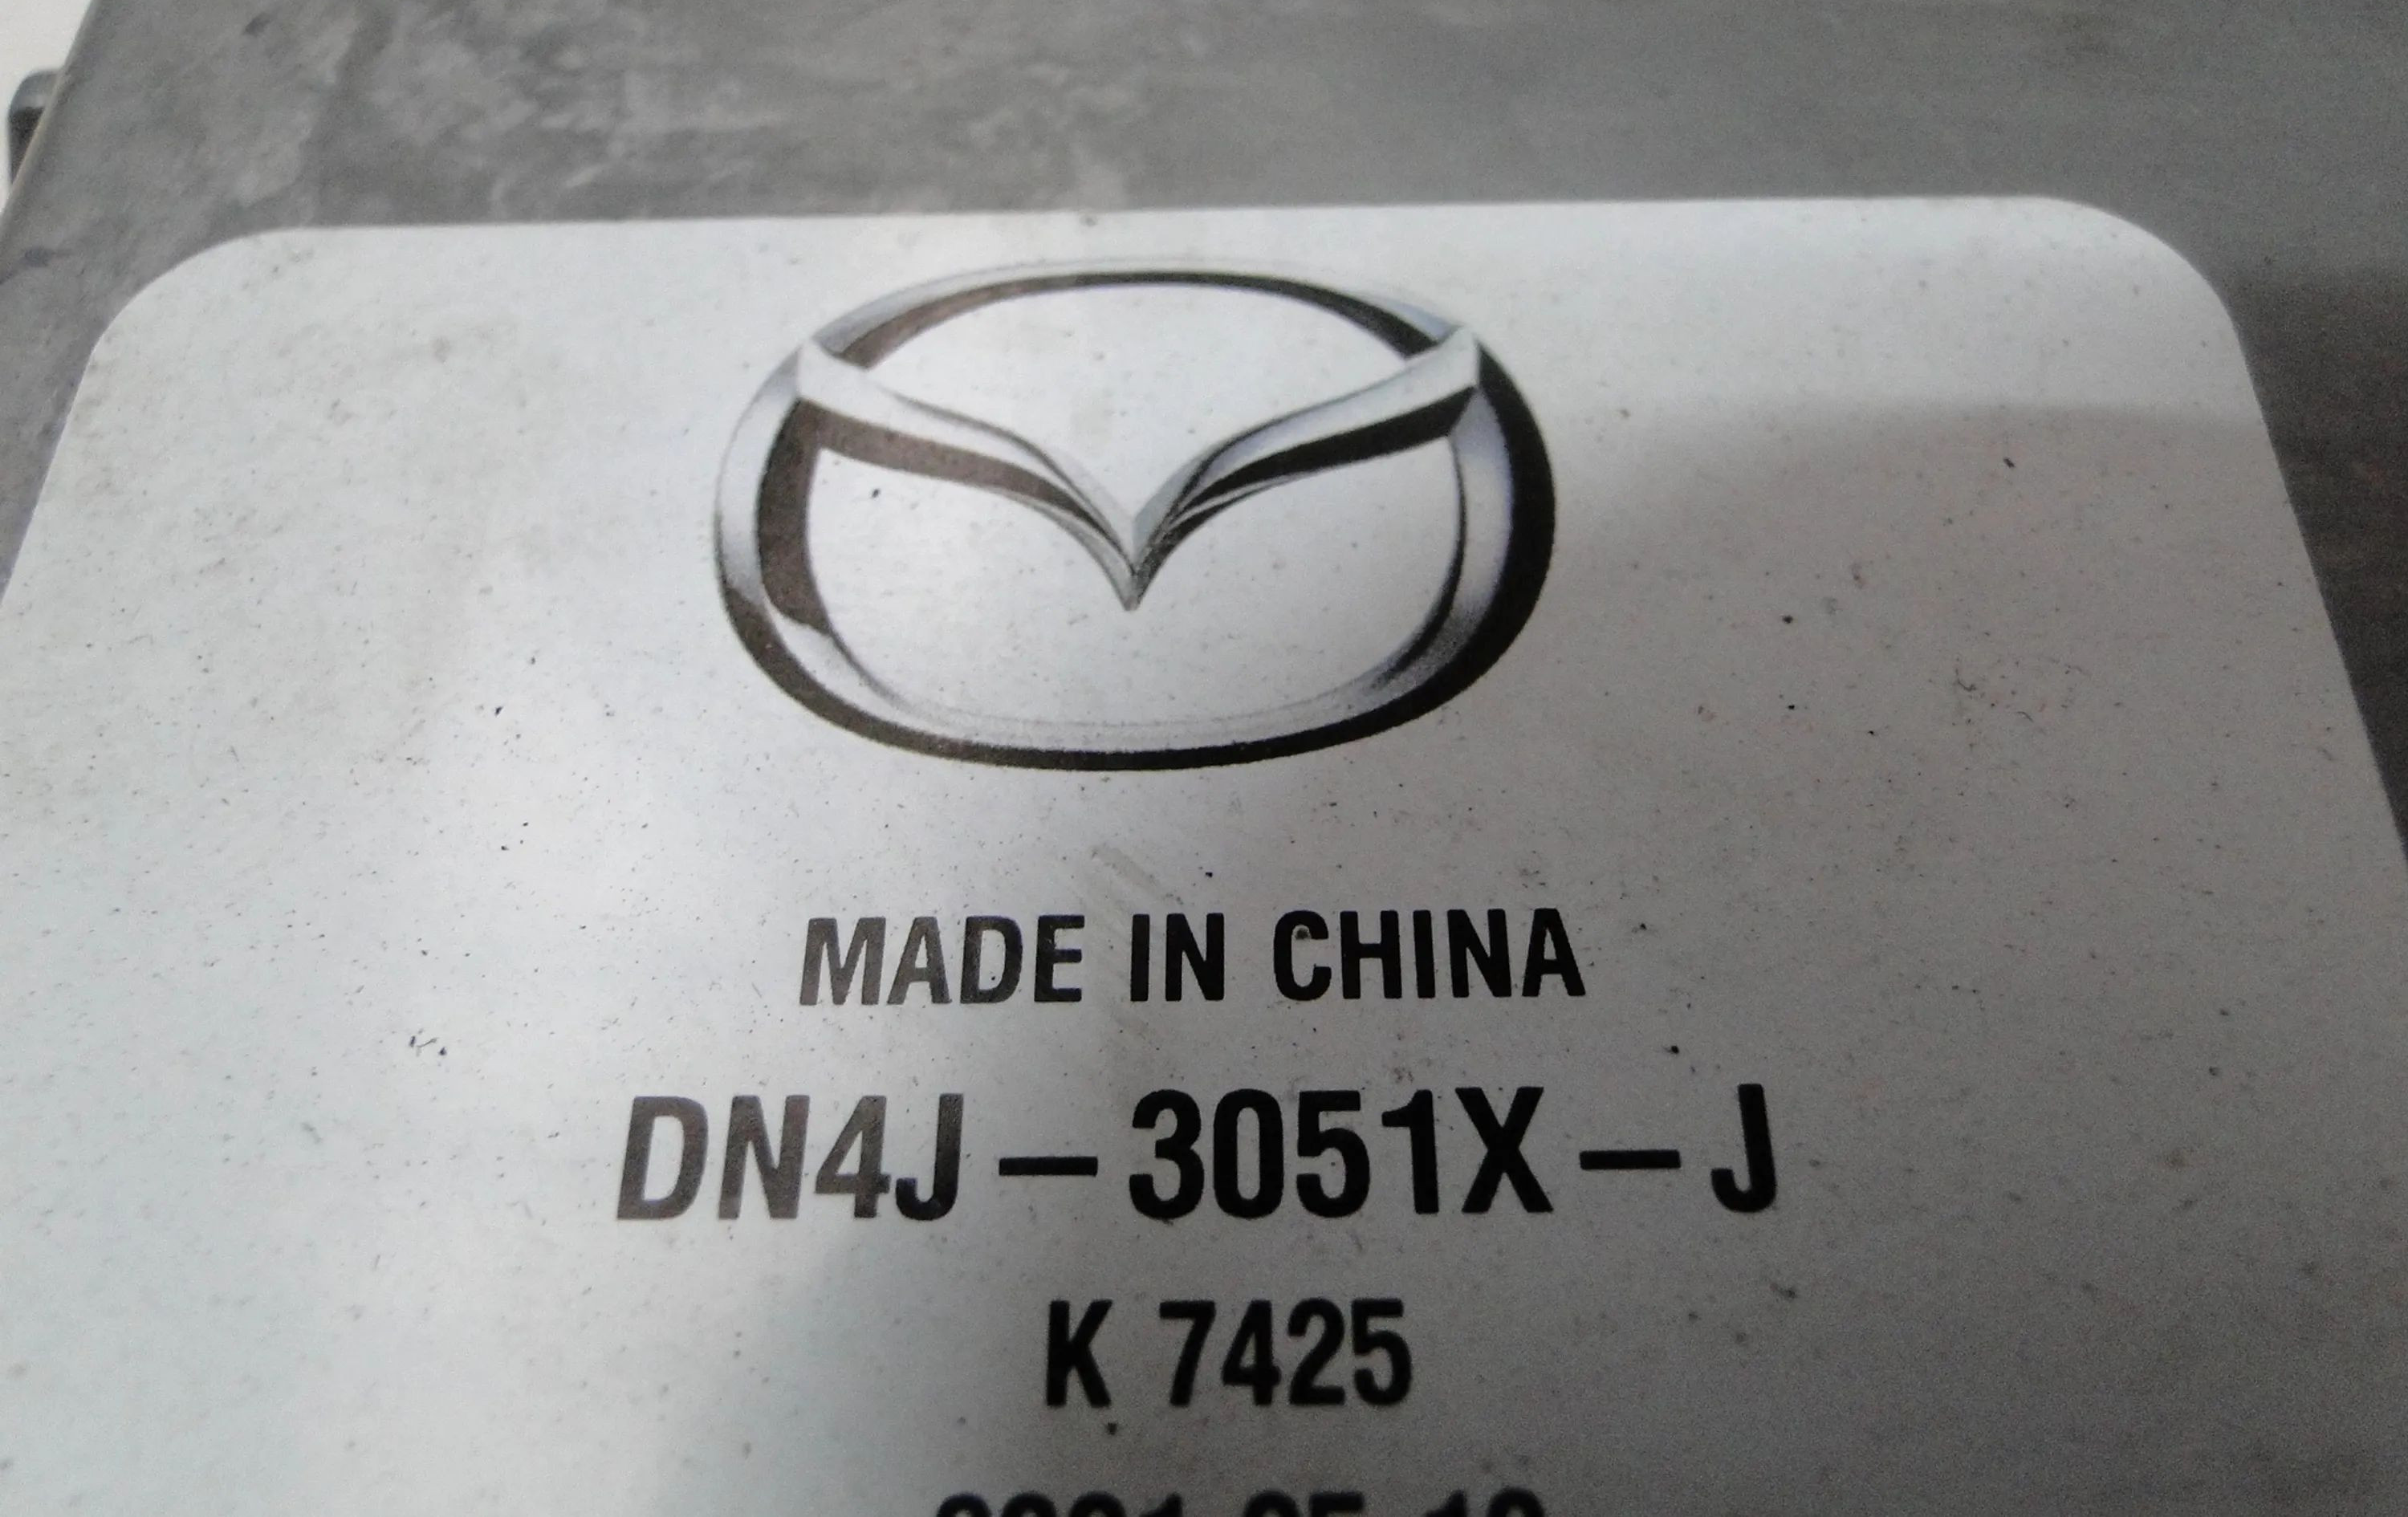 MADE IN CHINA
DN4J-3051X-J
K 7425